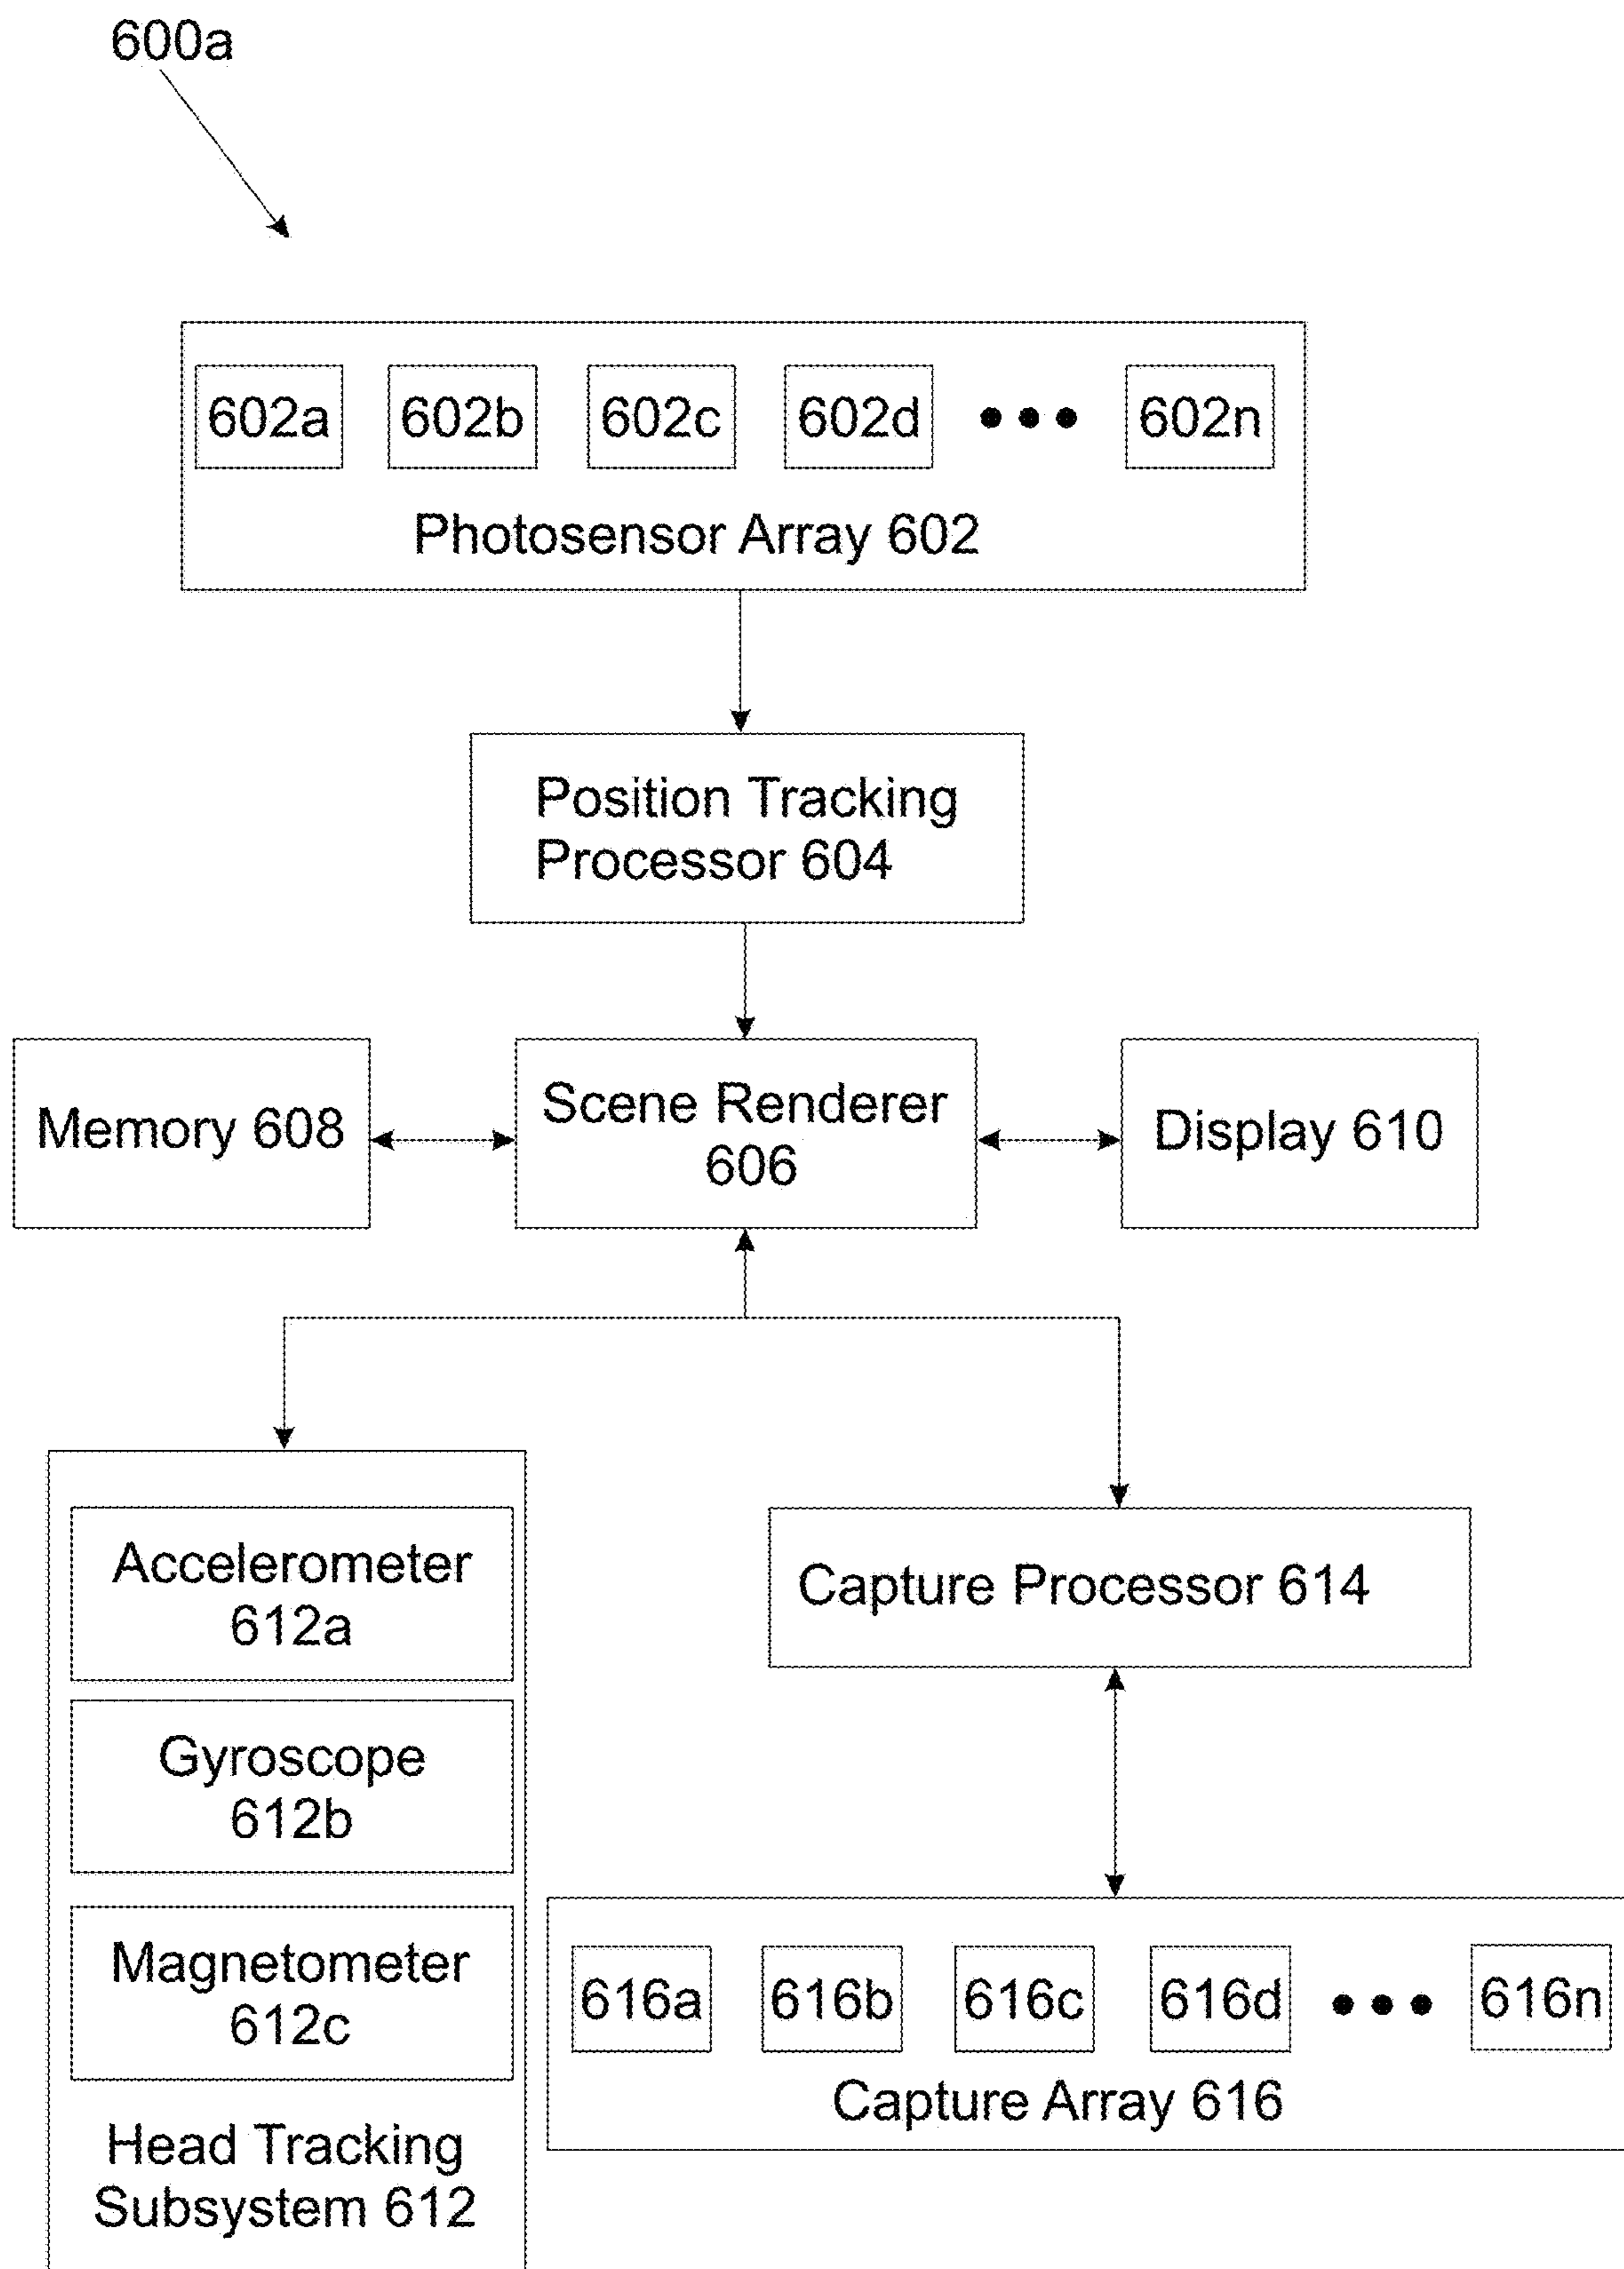 600a
602a 602b 602c 602d ••• 602n
Photosensor Array 602
Position Tracking
Processor 604
Memory 608
Scene Renderer
606
Display 610
Accelerometer
612a
Gyroscope
612b
Magnetometer
612c
Head Tracking
Subsystem 612
Capture Processor 614
616a 616b 616c 616d ••• 616n
Capture Array 616